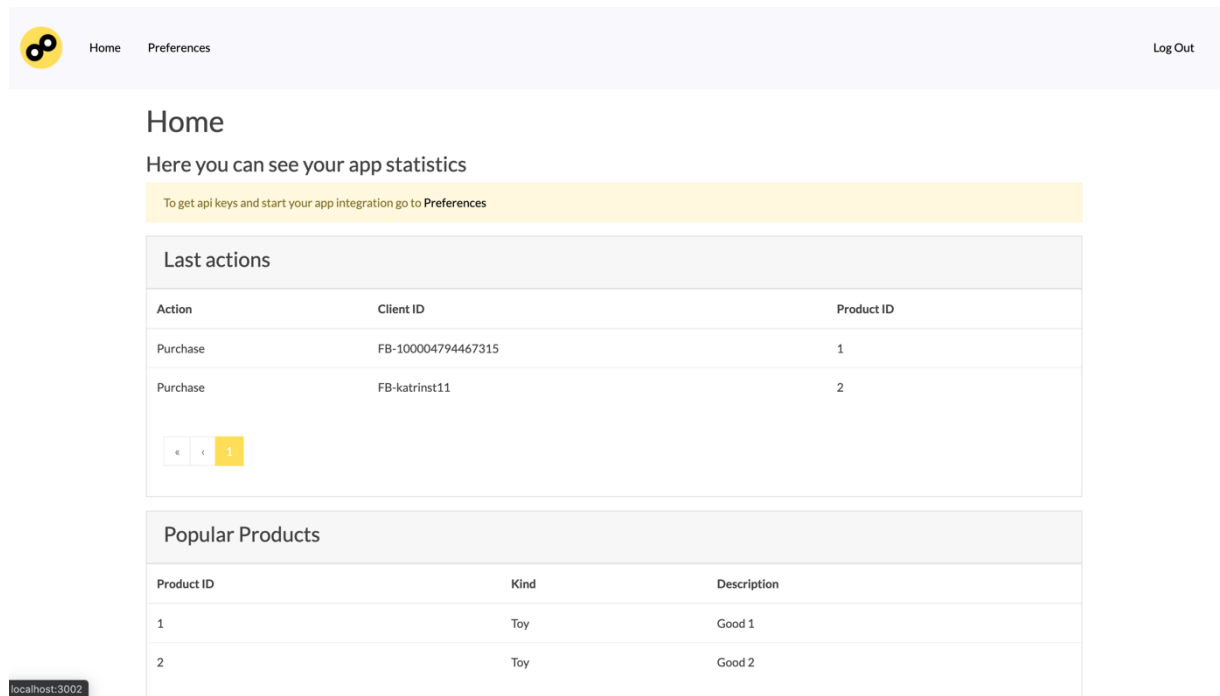 Home Preferences Log Out
Home
Here you can see your app statistics
To get api keys and start your app integration go to Preferences
Last actions
Action Client ID Product ID
Purchase FB-100004794467315 1
Purchase FB-katrinst11 2
« ‹ 1
Popular Products
Product ID Kind Description
1 Toy Good 1
2 Toy Good 2
localhost:3002